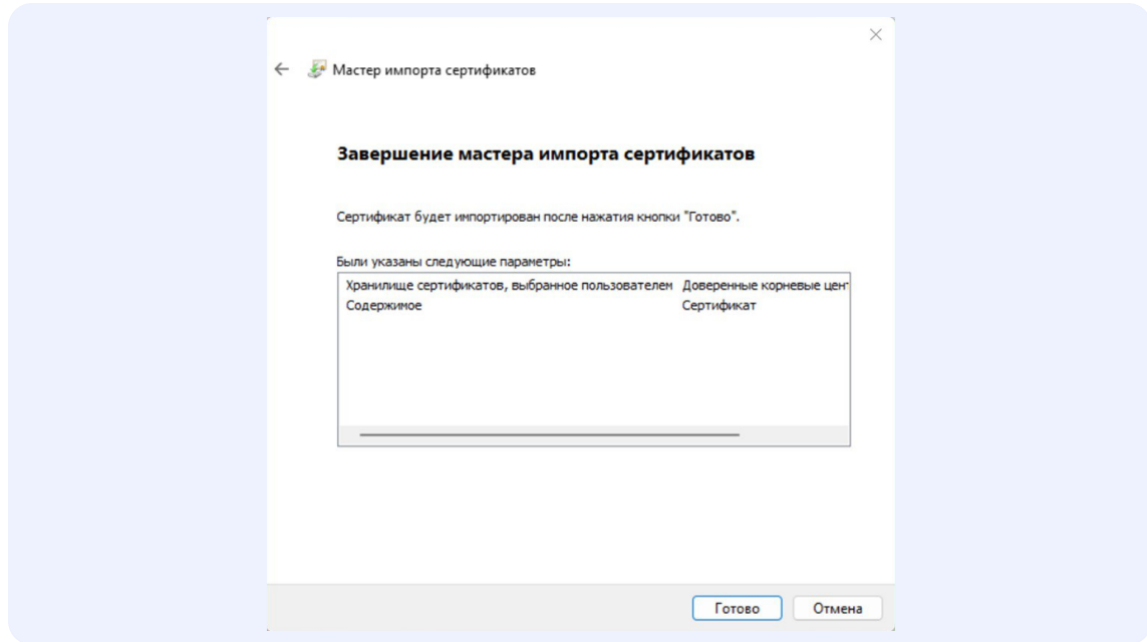 Мастер импорта сертификатов
Завершение мастера импорта сертификатов
Сертификат будет импортирован после нажатия кнопки "Готово".
Были указаны следующие параметры:
Хранилище сертификатов, выбранное пользователем Доверенные корневые цент
Содержимое Сертификат
Готово Отмена